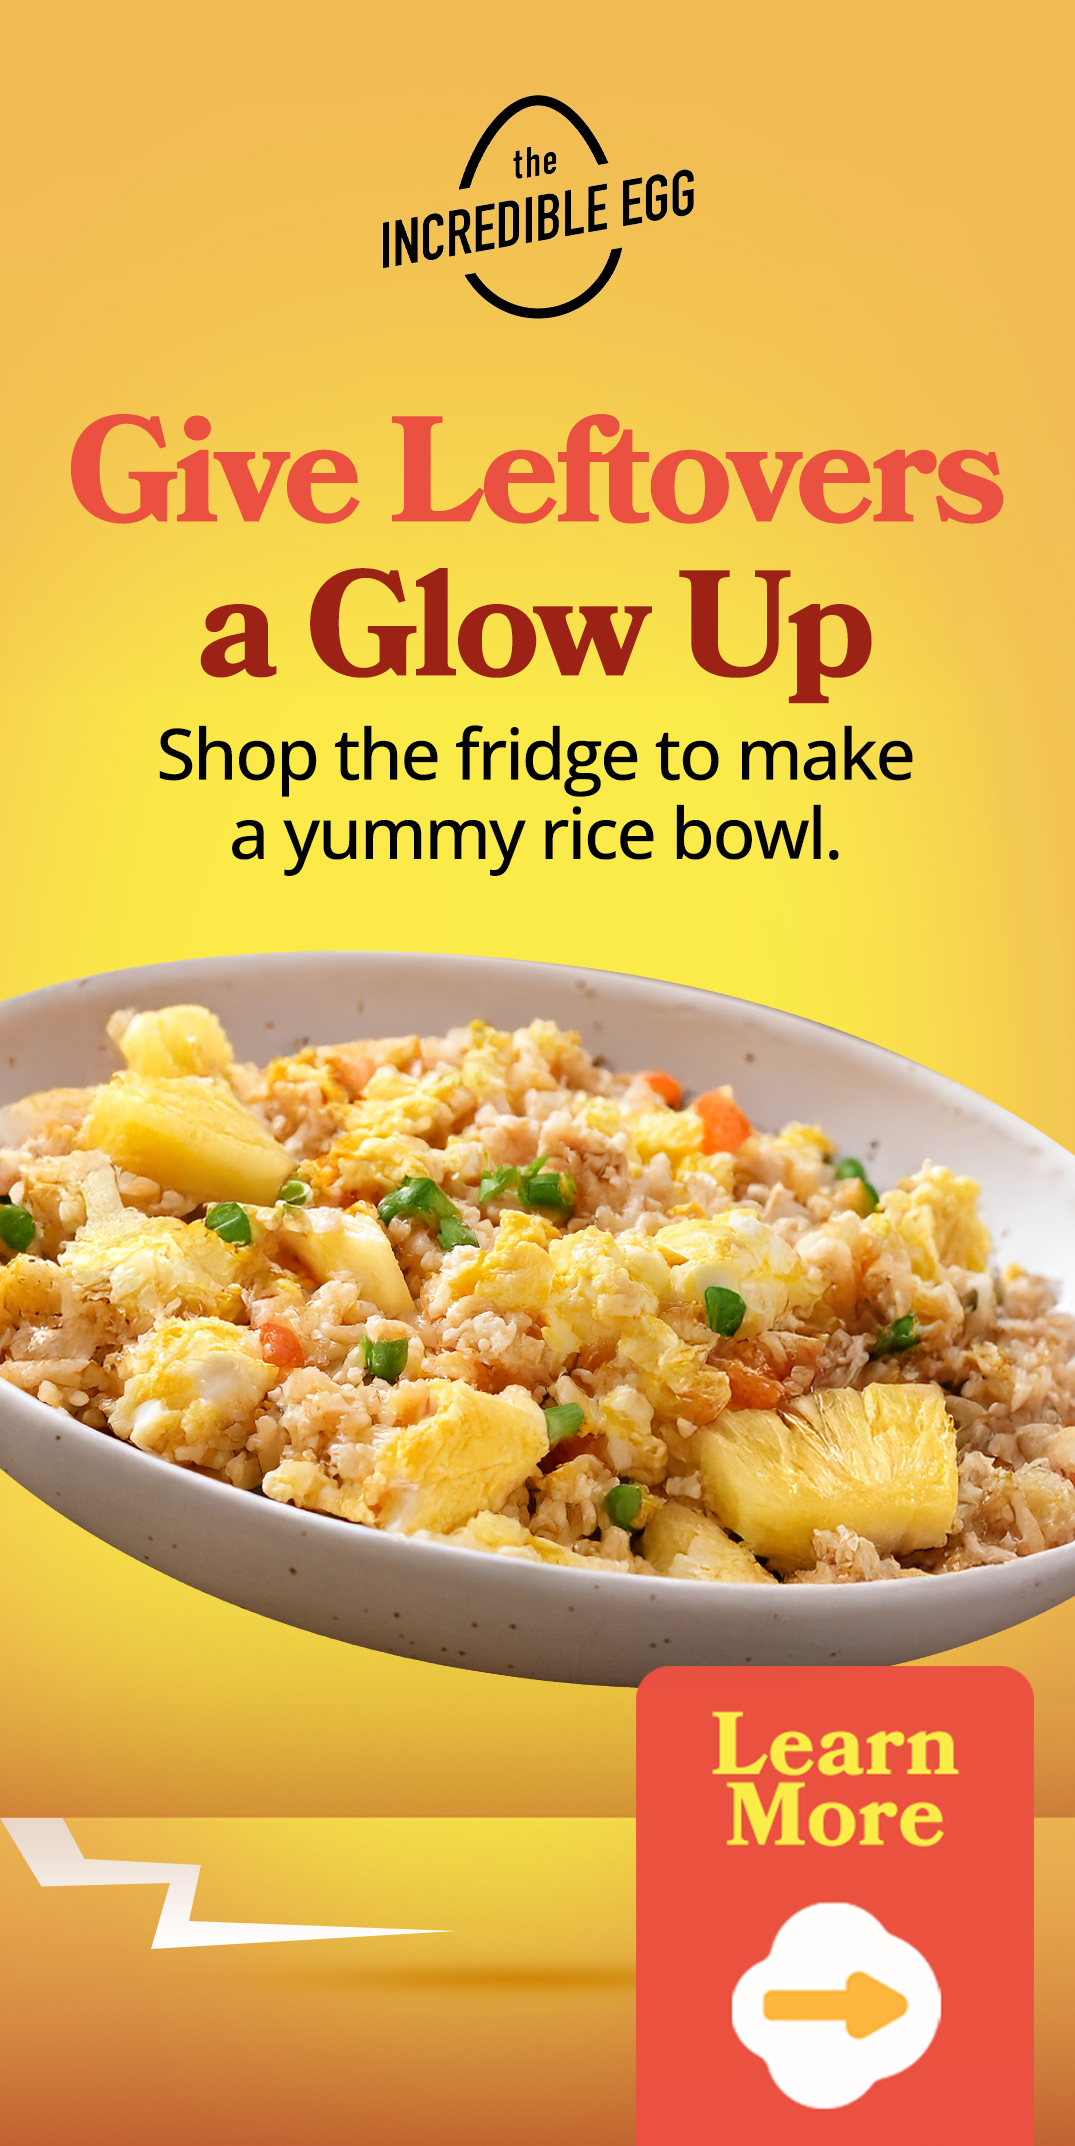 the
INCREDIBLE EGG
Give Leftovers
a Glow Up
Shop the fridge to make
a yummy rice bowl.
Learn
More